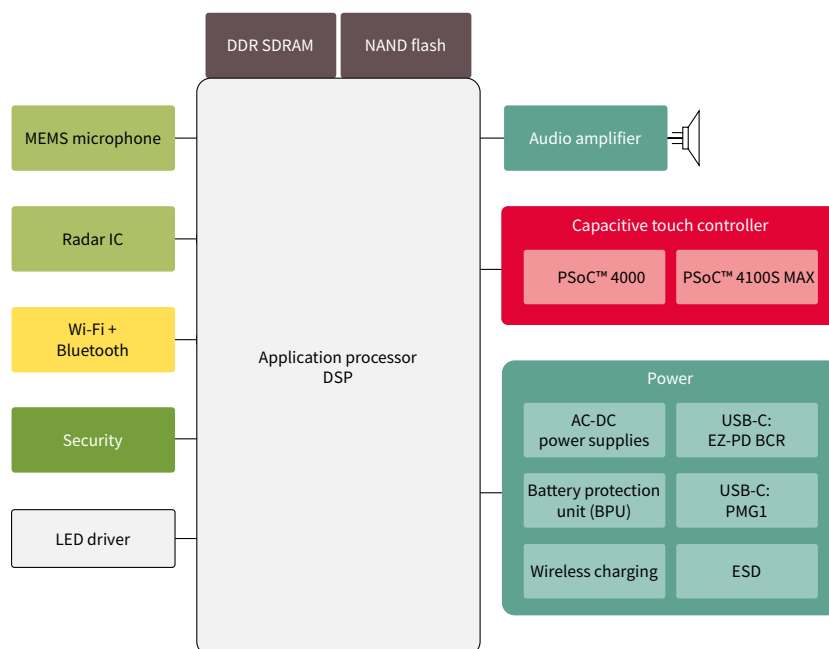 DDR SDRAM
NAND flash
MEMS microphone
Radar IC
Wi-Fi +
Bluetooth
Security
LED driver
Application processor
DSP
Audio amplifier
Capacitive touch controller
PSoC™ 4000
PSoC™ 4100S MAX
Power
AC-DC
power supplies
USB-C:
EZ-PD BCR
Battery protection
unit (BPU)
USB-C:
PMG1
Wireless charging
ESD